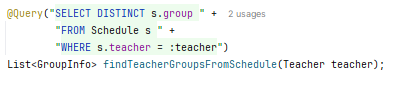 @Query("SELECT DISTINCT s.group " + 2 usages
"FROM Schedule s " +
"WHERE s.teacher = :teacher")
List<GroupInfo> findTeacherGroupsFromSchedule(Teacher teacher);